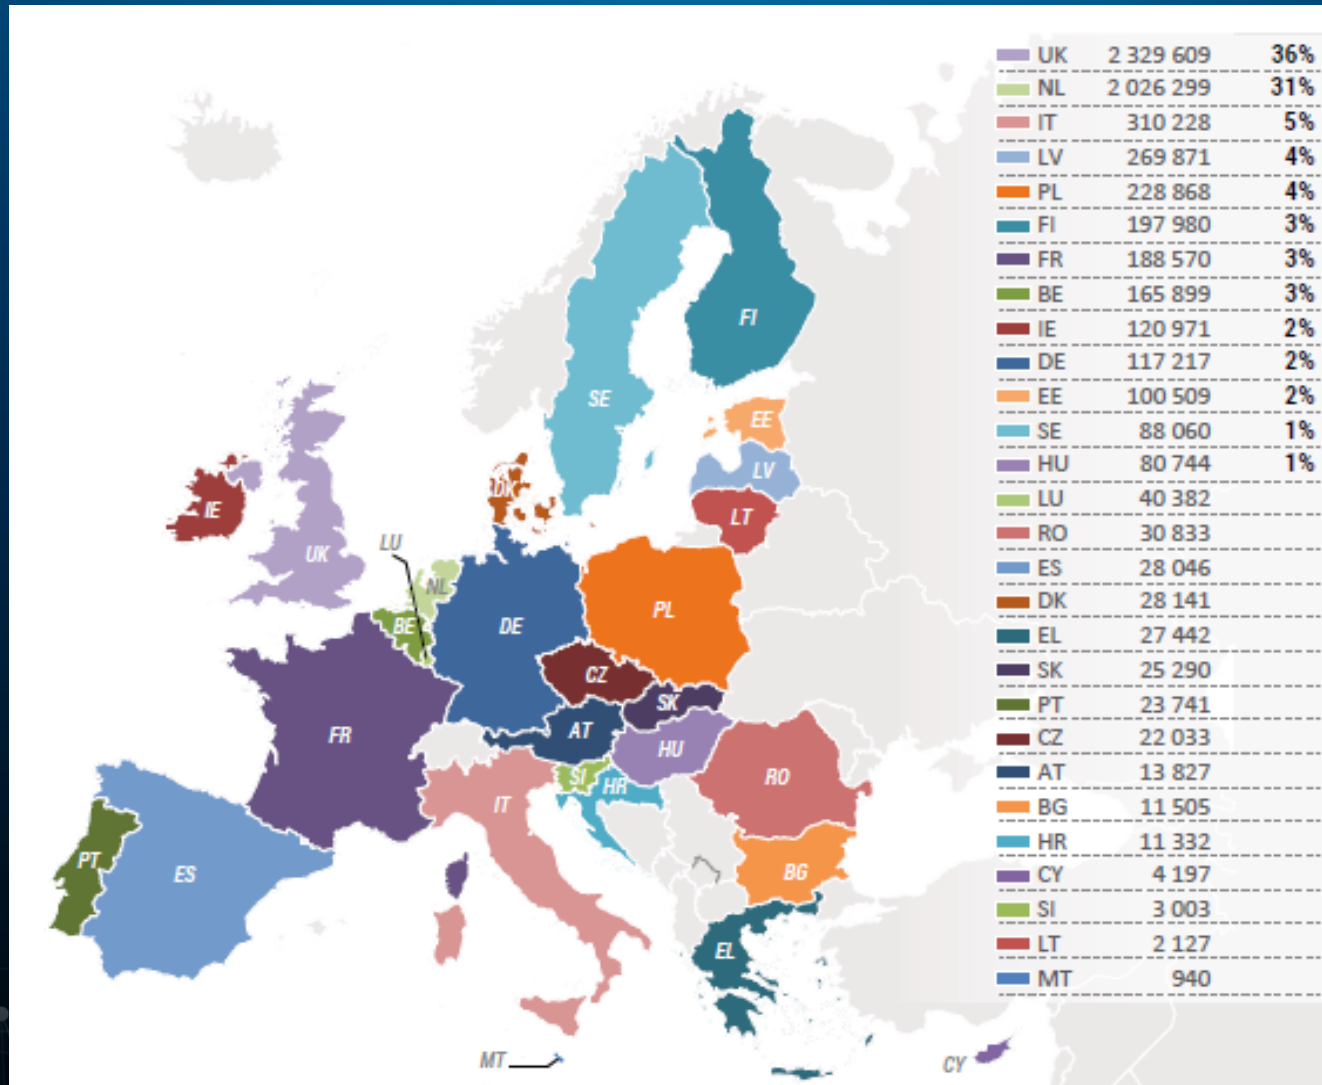 UK 2 329 609 36%
NL 2 026 299 31%
IT 310 228 5%
LV 269 871 4%
PL 228 868 4%
FI 197 980 3%
FR 188 570 3%
BE 165 899 3%
IE 120 971 2%
DE 117 217 2%
EE 100 509 2%
SE 88 060 1%
HU 80 744 1%
LU 40 382
RO 30 833
ES 28 046
DK 28 141
EL 27 442
SK 25 290
PT 23 741
CZ 22 033
AT 13 827
BG 11 505
HR 11 332
CY 4 197
SI 3 003
LT 2 127
MT 940
FI
SE
EE
LV
DK
IE
LT
UK
LU
NL
PL
BE
DE
CZ
SK
FR
AT
HU
SI
HR
RO
IT
PT
ES
BG
EL
MT
CY